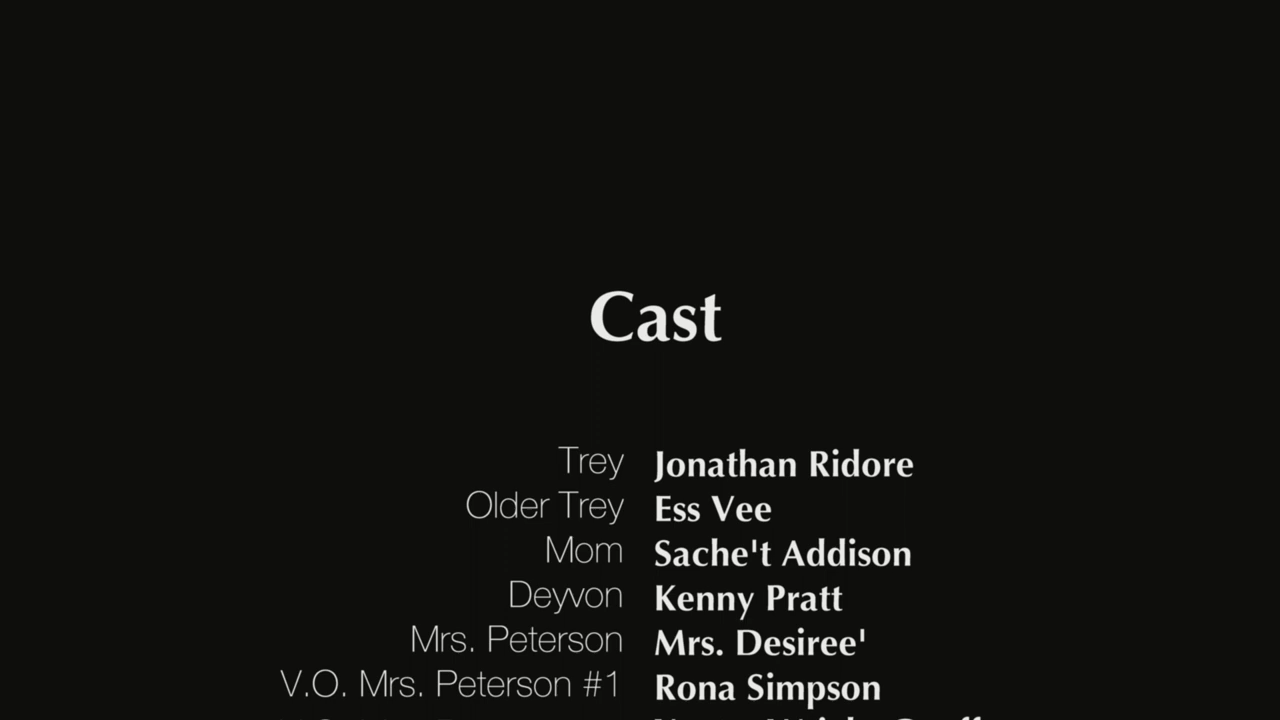 Cast
Trey Jonathan Ridore
Older Trey Ess Vee
Mom Sache't Addison
Deyvon Kenny Pratt
Mrs. Peterson Mrs. Desiree'
V.O. Mrs. Peterson #1 Rona Simpson